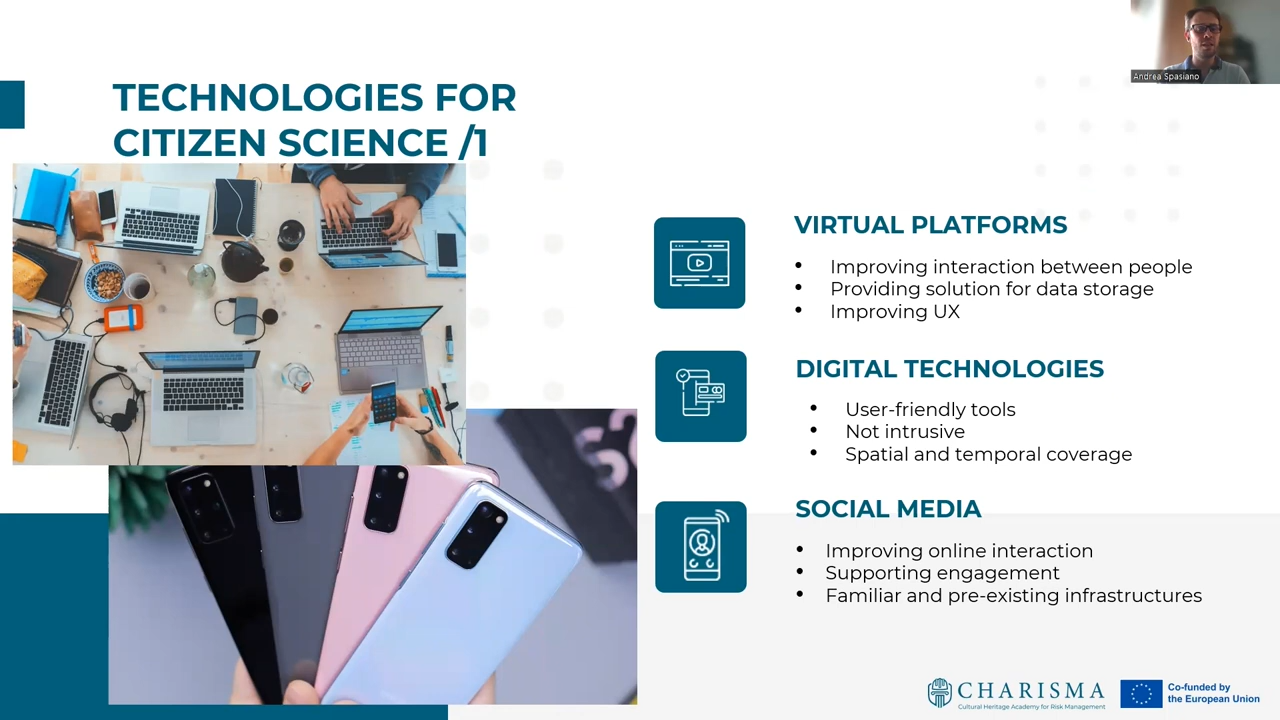 Andrea Spasiano
TECHNOLOGIES FOR
CITIZEN SCIENCE /1
VIRTUAL PLATFORMS
• Improving interaction between people
• Providing solution for data storage
• Improving UX
DIGITAL TECHNOLOGIES
• User-friendly tools
• Not intrusive
• Spatial and temporal coverage
SOCIAL MEDIA
• Improving online interaction
• Supporting engagement
• Familiar and pre-existing infrastructures
CHARISMA
Cultural Heritage Academy for Risk Management
Co-funded by
the European Union